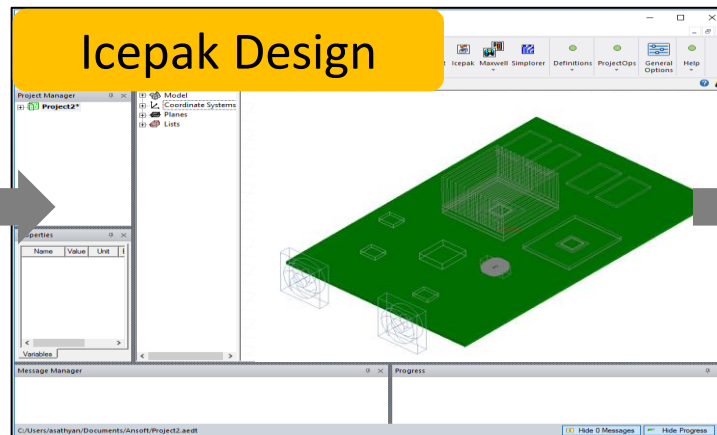 Icepak Design
Icepak Maxwell Simplorer Definitions ProjectOps General Options Help
Project Manager
Project2*
Model
Coordinate Systems
Planes
Lists
Name Value Unit
Variables
Message Manager
Progress
C:/Users/asathyan/Documents/Ansoft/Project2.aedt
Hide 0 Messages Hide Progress